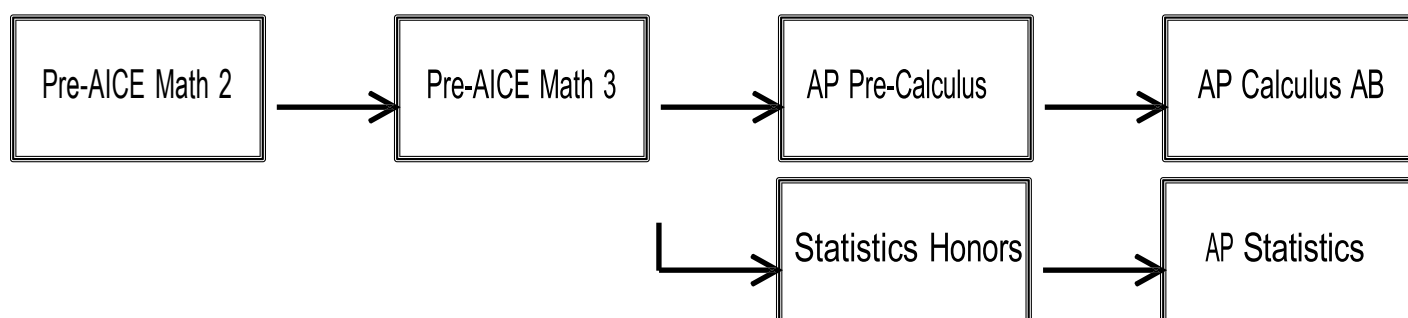 Pre-AICE Math 2
Pre-AICE Math 3
AP Pre-Calculus
AP Calculus AB
Statistics Honors
AP Statistics